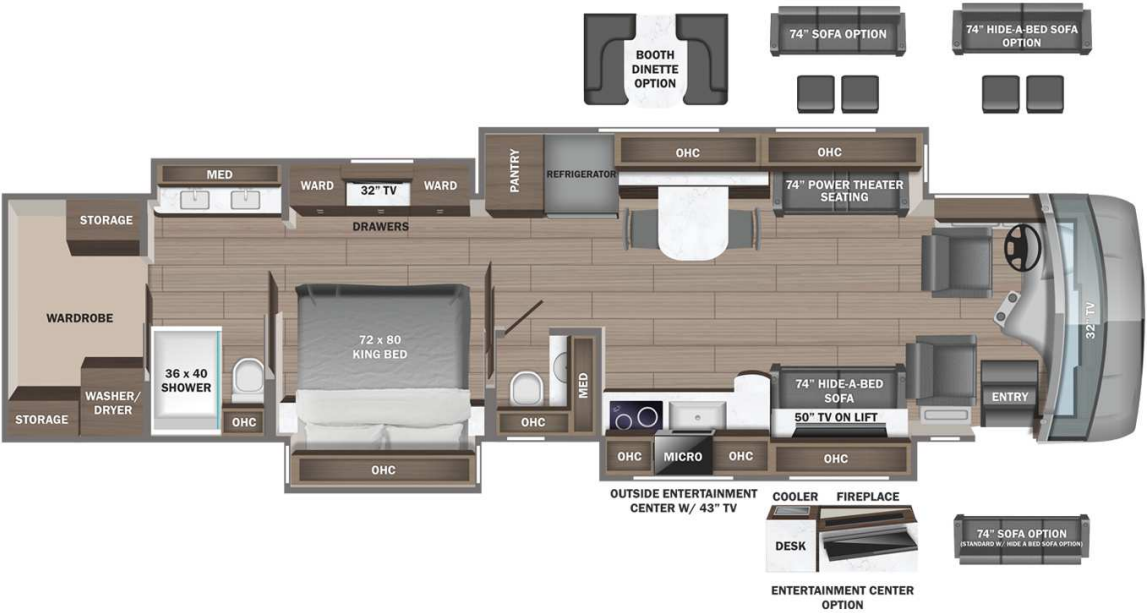 BOOTH
DINETTE
OPTION
74” SOFA OPTION
74” HIDE-A-BED SOFA
OPTION
MED
WARD
32” TV
WARD
DRAWERS
PANTRY
REFRIGERATOR
OHC
OHC
74” POWER THEATER
SEATING
STORAGE
WARDROBE
STORAGE
WASHER/
DRYER
36 x 40
SHOWER
OHC
72 x 80
KING BED
OHC
OHC
MED
OHC
MICRO
OHC
74” HIDE-A-BED
SOFA
50” TV ON LIFT
OHC
ENTRY
32” TV
OUTSIDE ENTERTAINMENT
CENTER W/ 43” TV
COOLER
FIREPLACE
DESK
ENTERTAINMENT CENTER
OPTION
74” SOFA OPTION
(STANDARD W/ HIDE A BED SOFA OPTION)